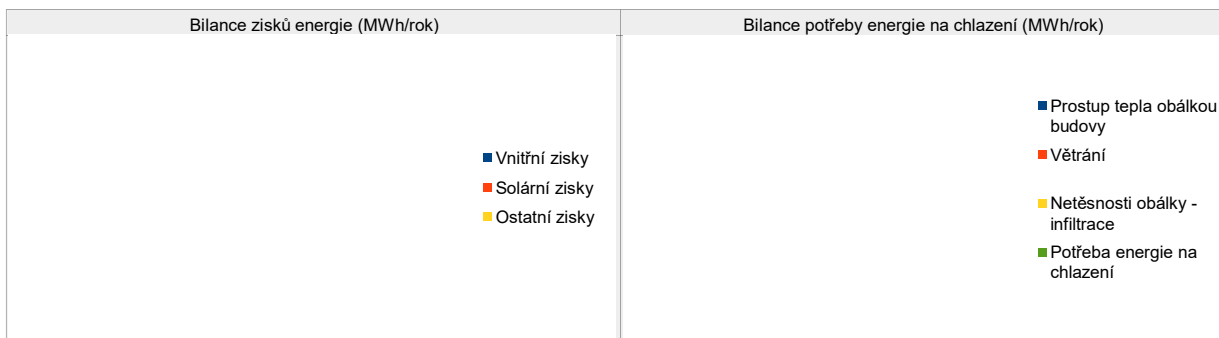 Bilance zisků energie (MWh/rok)
Vnitřní zisky
Solární zisky
Ostatní zisky
Bilance potřeby energie na chlazení (MWh/rok)
Prostup tepla obálkou
budovy
Větrání
Netěsnosti obálky -
infiltrace
Potřeba energie na
chlazení